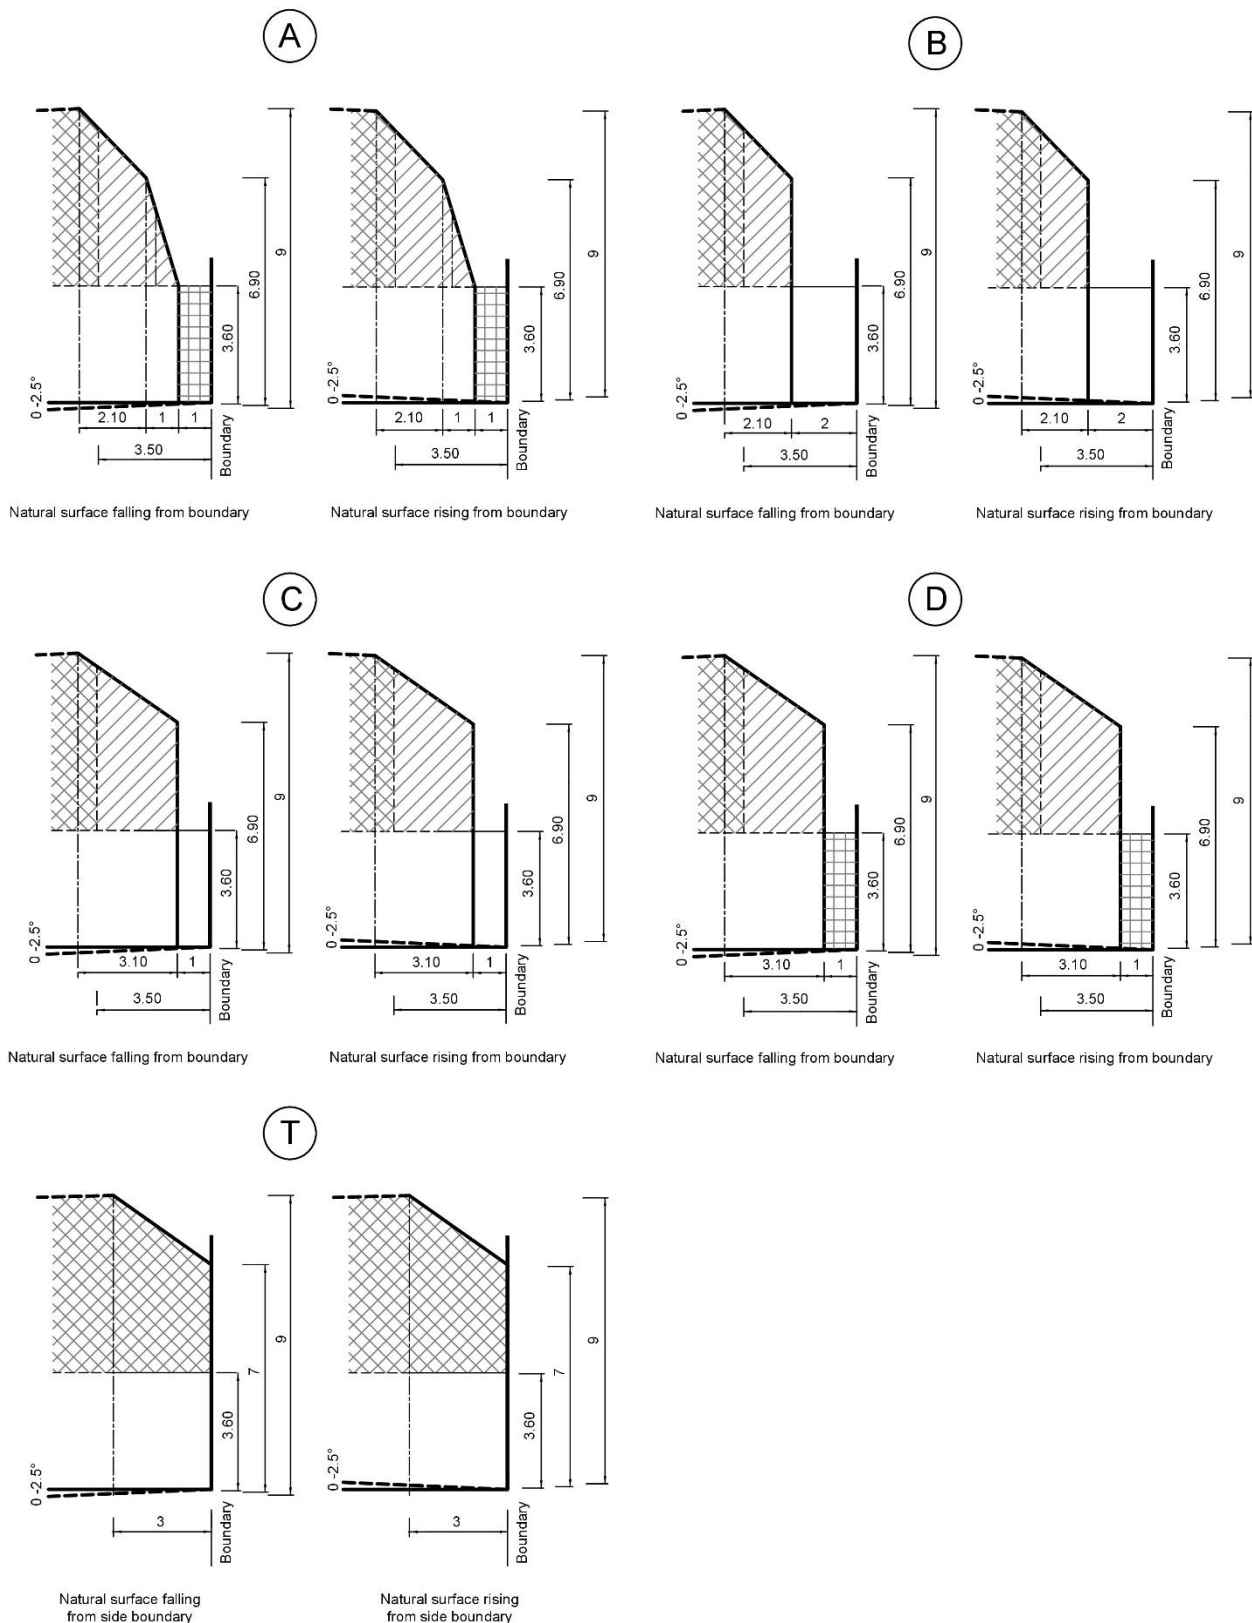 A
B
9
6.90
3.60
0 -2.5°
2.10
1
1
3.50
Boundary
Natural surface falling from boundary
9
6.90
3.60
0 -2.5°
2.10
1
1
3.50
Boundary
Natural surface rising from boundary
9
6.90
3.60
0 -2.5°
2.10
2
3.50
Boundary
Natural surface falling from boundary
9
6.90
3.60
0 -2.5°
2.10
2
3.50
Boundary
Natural surface rising from boundary
C
D
9
6.90
3.60
0 -2.5°
3.10
1
3.50
Boundary
Natural surface falling from boundary
9
6.90
3.60
0 -2.5°
3.10
1
3.50
Boundary
Natural surface rising from boundary
9
6.90
3.60
0 -2.5°
3.10
1
3.50
Boundary
Natural surface falling from boundary
9
6.90
3.60
0 -2.5°
3.10
1
3.50
Boundary
Natural surface rising from boundary
T
9
7
3.60
0 -2.5°
3
Boundary
Natural surface falling
from side boundary
9
7
3.60
0 -2.5°
3
Boundary
Natural surface rising
from side boundary